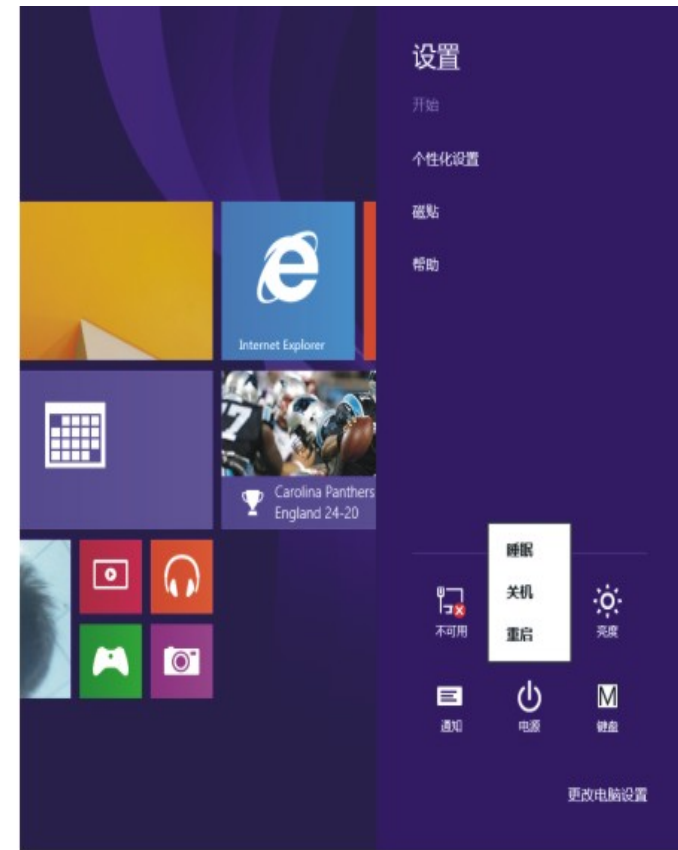 设置
开始
个性化设置
磁贴
帮助
Internet Explorer
17
Carolina Panthers
England 24-20
睡眠
关机
重启
不可用
亮度
通知
电源
M
键盘
更改电脑设置